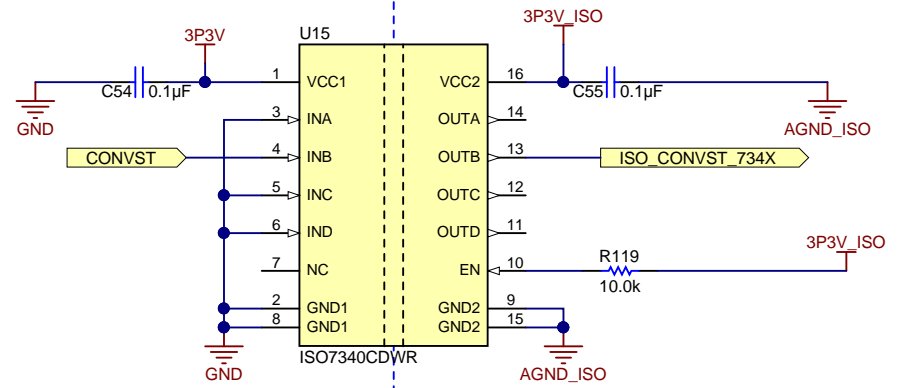 3P3V_ISO
3P3V
U15
1 VCC1 VCC2 16
C54 0.1µF
C55 0.1µF
3 INA OUTA 14
GND
AGND_ISO
CONVST 4 INB OUTB 13 ISO_CONVST_734X
5 INC OUTC 12
6 IND OUTD 11
3P3V_ISO
7 NC EN 10 R119
10.0k
2 GND1 GND2 9
8 GND1 GND2 15
ISO7340CDWR
GND
AGND_ISO